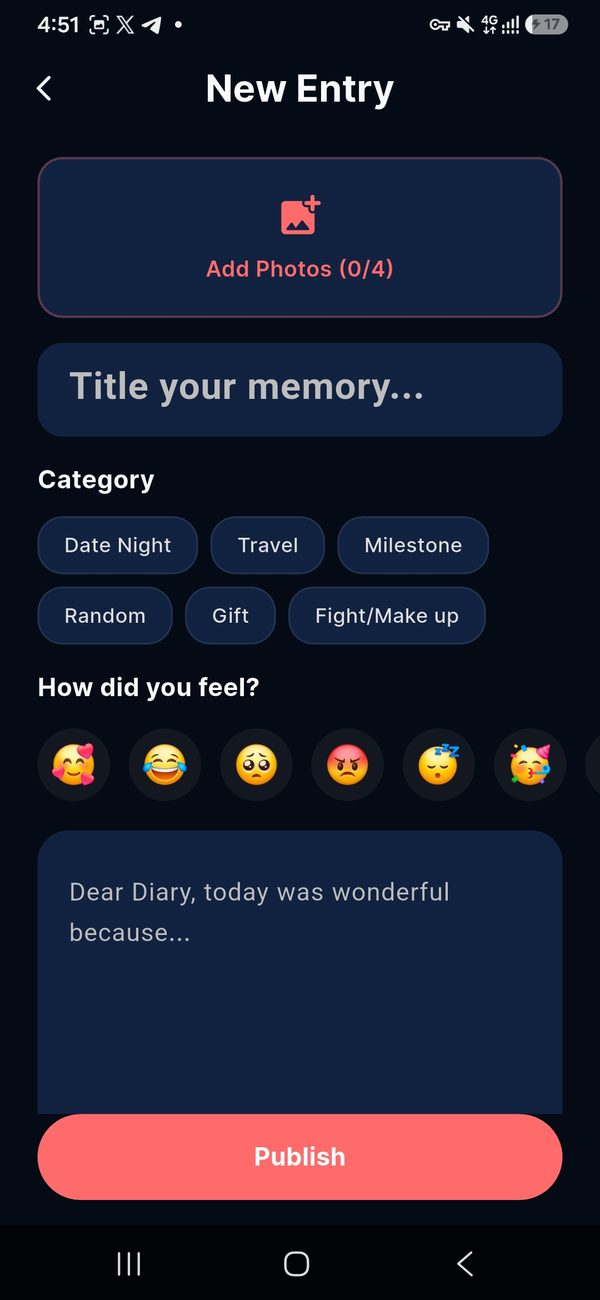 4:51 4G 17
New Entry
Add Photos (0/4)
Title your memory...
Category
Date Night Travel Milestone
Random Gift Fight/Make up
How did you feel?
Dear Diary, today was wonderful
because...
Publish